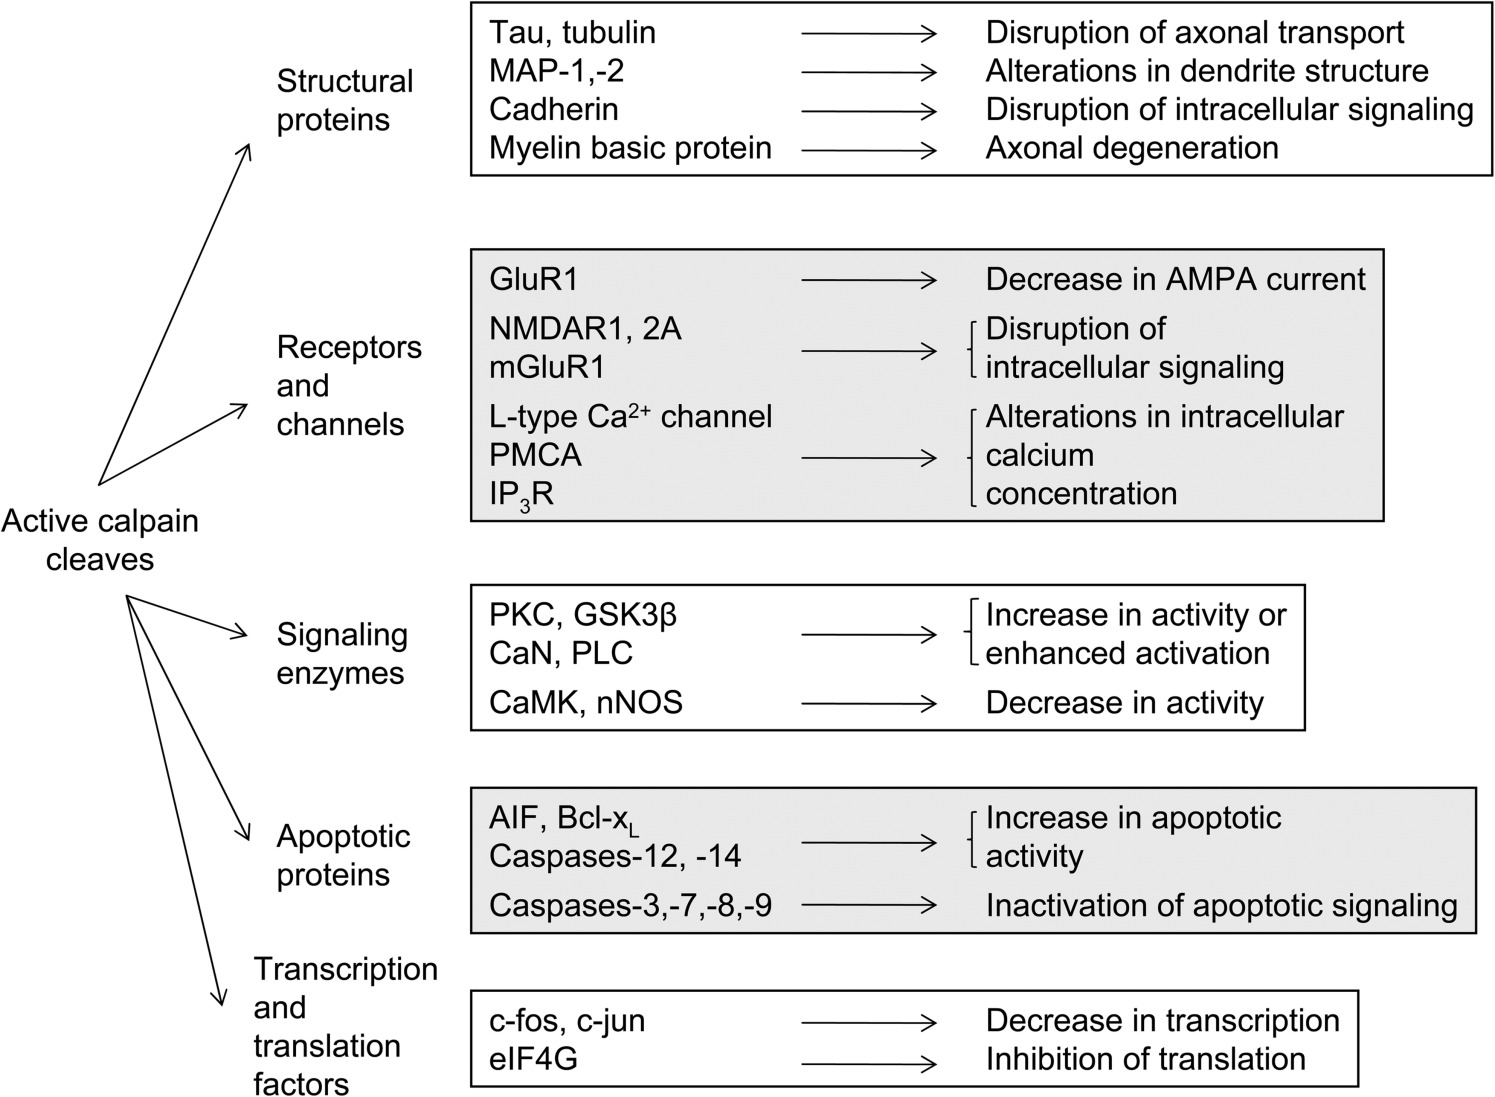 Active calpain
cleaves
Structural
proteins
Tau, tubulin → Disruption of axonal transport
MAP-1,-2 → Alterations in dendrite structure
Cadherin → Disruption of intracellular signaling
Myelin basic protein → Axonal degeneration
Receptors
and
channels
GluR1 → Decrease in AMPA current
NMDAR1, 2A
mGluR1
→
Disruption of
intracellular signaling
L-type Ca²⁺ channel
PMCA
IP₃R
→
Alterations in intracellular
calcium
concentration
Signaling
enzymes
PKC, GSK3β
CaN, PLC
→
Increase in activity or
enhanced activation
CaMK, nNOS → Decrease in activity
Apoptotic
proteins
AIF, Bcl-xL
Caspases-12, -14
→
Increase in apoptotic
activity
Caspases-3,-7,-8,-9 → Inactivation of apoptotic signaling
Transcription
and
translation
factors
c-fos, c-jun → Decrease in transcription
eIF4G → Inhibition of translation